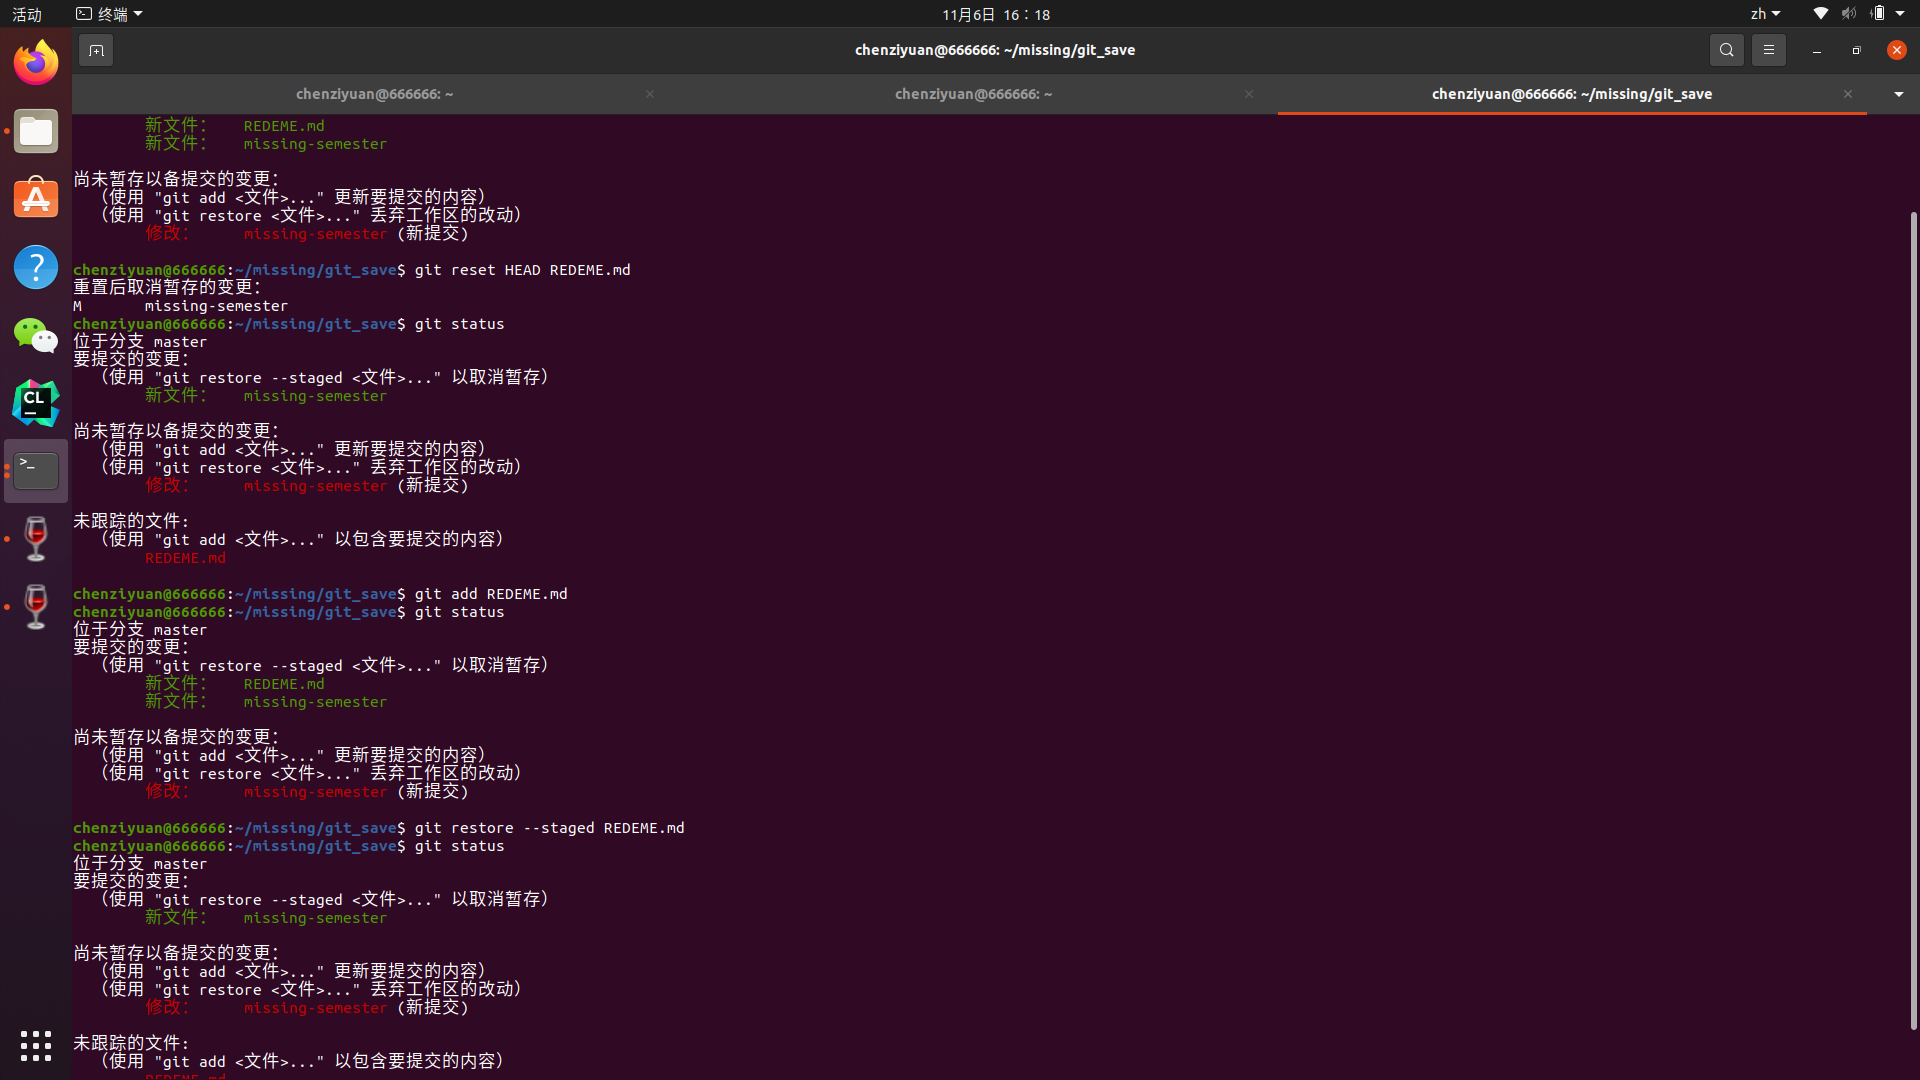 活动 终端 11月6日 16：18 zh
chenziyuan@666666: ~/missing/git_save
chenziyuan@666666: ~ chenziyuan@666666: ~ chenziyuan@666666: ~/missing/git_save
新文件： REDEME.md
新文件： missing-semester
尚未暂存以备提交的变更：
（使用 "git add <文件>..." 更新要提交的内容）
（使用 "git restore <文件>..." 丢弃工作区的改动）
修改： missing-semester (新提交)
chenziyuan@666666:~/missing/git_save$ git reset HEAD REDEME.md
重置后取消暂存的变更：
M missing-semester
chenziyuan@666666:~/missing/git_save$ git status
位于分支 master
要提交的变更：
（使用 "git restore --staged <文件>..." 以取消暂存）
新文件： missing-semester
尚未暂存以备提交的变更：
（使用 "git add <文件>..." 更新要提交的内容）
（使用 "git restore <文件>..." 丢弃工作区的改动）
修改： missing-semester (新提交)
未跟踪的文件:
（使用 "git add <文件>..." 以包含要提交的内容）
REDEME.md
chenziyuan@666666:~/missing/git_save$ git add REDEME.md
chenziyuan@666666:~/missing/git_save$ git status
位于分支 master
要提交的变更：
（使用 "git restore --staged <文件>..." 以取消暂存）
新文件： REDEME.md
新文件： missing-semester
尚未暂存以备提交的变更：
（使用 "git add <文件>..." 更新要提交的内容）
（使用 "git restore <文件>..." 丢弃工作区的改动）
修改： missing-semester (新提交)
chenziyuan@666666:~/missing/git_save$ git restore --staged REDEME.md
chenziyuan@666666:~/missing/git_save$ git status
位于分支 master
要提交的变更：
（使用 "git restore --staged <文件>..." 以取消暂存）
新文件： missing-semester
尚未暂存以备提交的变更：
（使用 "git add <文件>..." 更新要提交的内容）
（使用 "git restore <文件>..." 丢弃工作区的改动）
修改： missing-semester (新提交)
未跟踪的文件:
（使用 "git add <文件>..." 以包含要提交的内容）
CL